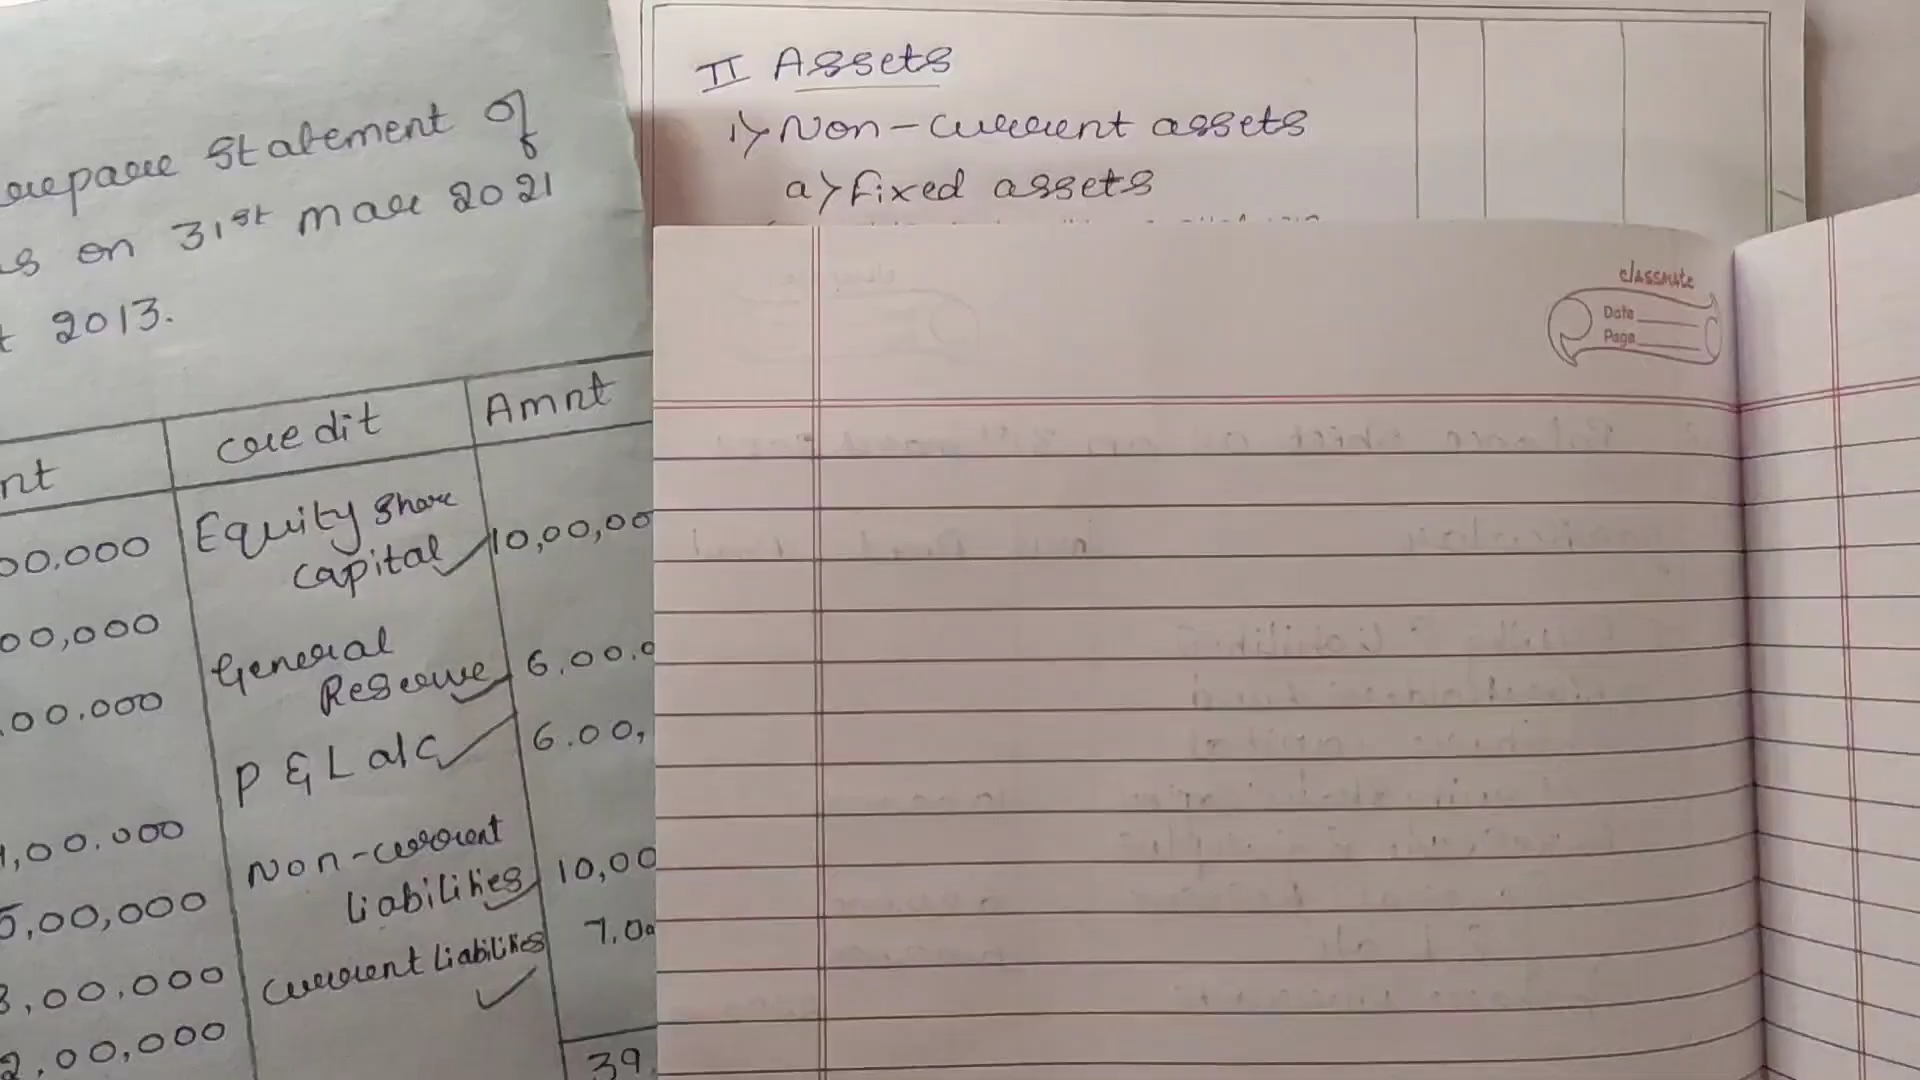 repare Statement of
s on 31st mar 2021
t 2013.
nt
credit
Amnt
00.000
Equity Share
Capital
10,00,00
00,000
General
Reserve
6.00.0
.00.000
P & L a/c
6.00,
1,00.000
Non-current
liabilities
10,00
5,00,000
current liabilities
7.00
3,00.000
2,00,000
39.
II Assets
i) Non-current assets
a) fixed assets
classmate
Date
Page